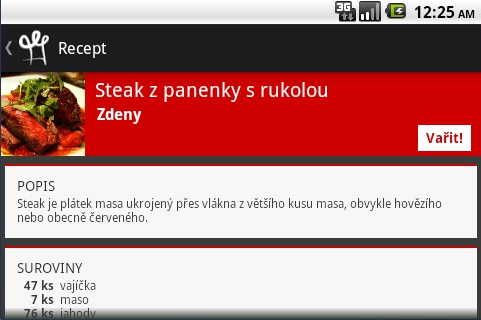 3G
12:25 AM
Recept
Steak z panenky s rukolou
Zdeny
Vařit!
POPIS
Steak je plátek masa ukrojený přes vlákna z většího kusu masa, obvykle hovězího
nebo obecně červeného.
SUROVINY
47 ks vajíčka
7 ks maso
76 ks jahody